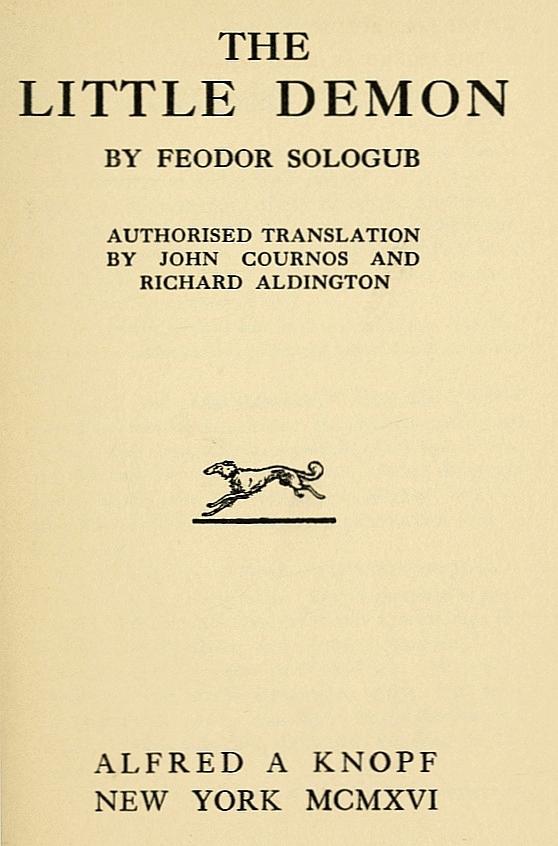 THE
LITTLE DEMON
BY FEODOR SOLOGUB
AUTHORISED TRANSLATION
BY JOHN COURNOS AND
RICHARD ALDINGTON
ALFRED A KNOPF
NEW YORK MCMXVI